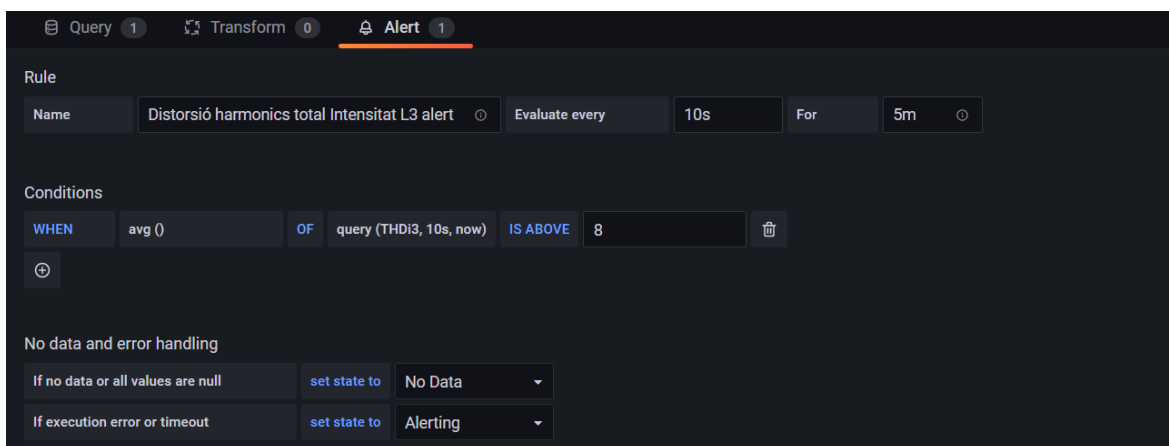 Query 1 Transform 0 Alert 1
Rule
Name Distorsió harmonics total Intensitat L3 alert Evaluate every 10s For 5m
Conditions
WHEN avg () OF query (THDi3, 10s, now) IS ABOVE 8
No data and error handling
If no data or all values are null set state to No Data
If execution error or timeout set state to Alerting